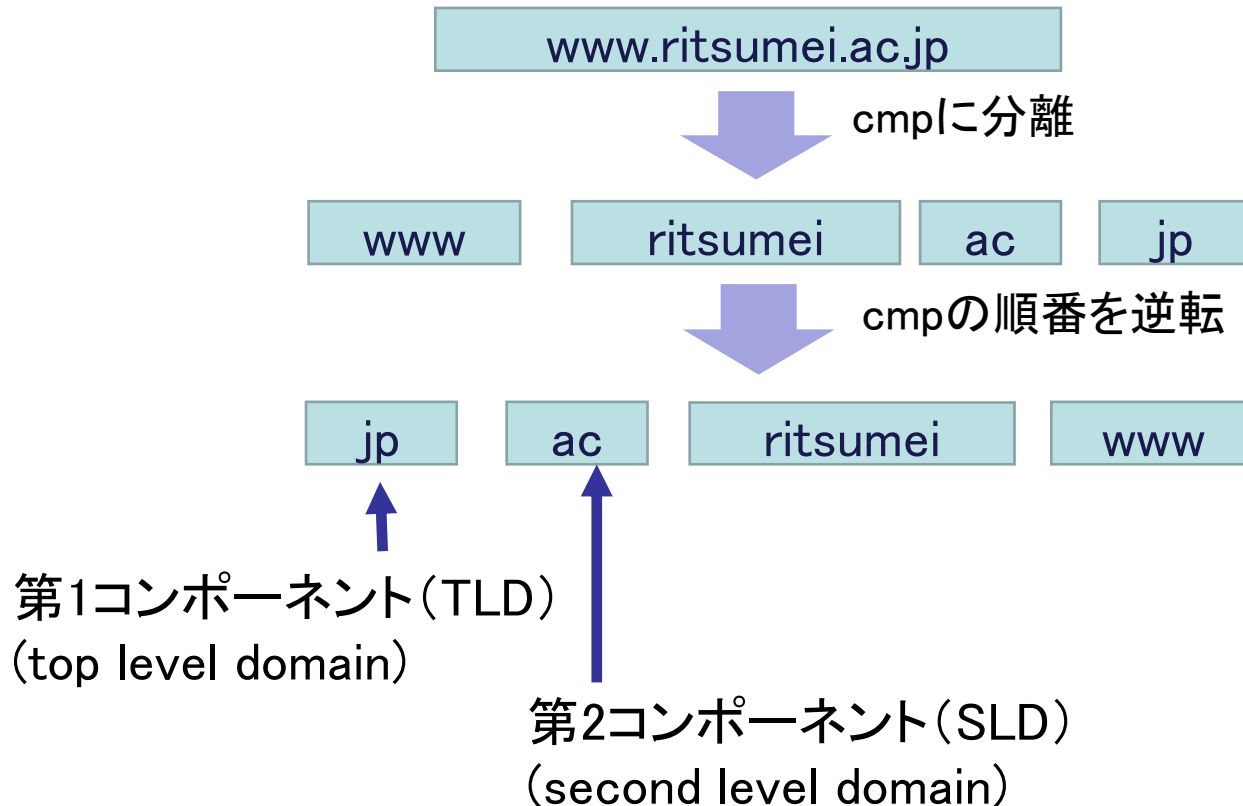 www.ritsumei.ac.jp
cmpに分離
www ritsumei ac jp
cmpの順番を逆転
jp ac ritsumei www
第1コンポーネント(TLD)
(top level domain)
第2コンポーネント(SLD)
(second level domain)